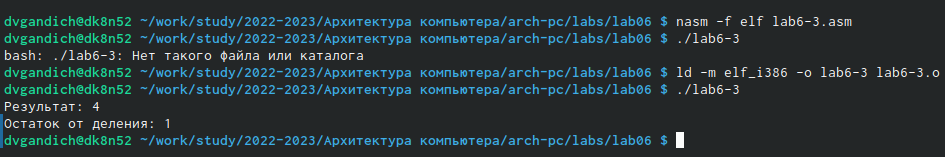 dvgandich@dk8n52 ~/work/study/2022-2023/Архитектура компьютера/arch-pc/labs/lab06 $ nasm -f elf lab6-3.asm
dvgandich@dk8n52 ~/work/study/2022-2023/Архитектура компьютера/arch-pc/labs/lab06 $ ./lab6-3
bash: ./lab6-3: Нет такого файла или каталога
dvgandich@dk8n52 ~/work/study/2022-2023/Архитектура компьютера/arch-pc/labs/lab06 $ ld -m elf_i386 -o lab6-3 lab6-3.o
dvgandich@dk8n52 ~/work/study/2022-2023/Архитектура компьютера/arch-pc/labs/lab06 $ ./lab6-3
Результат: 4
Остаток от деления: 1
dvgandich@dk8n52 ~/work/study/2022-2023/Архитектура компьютера/arch-pc/labs/lab06 $